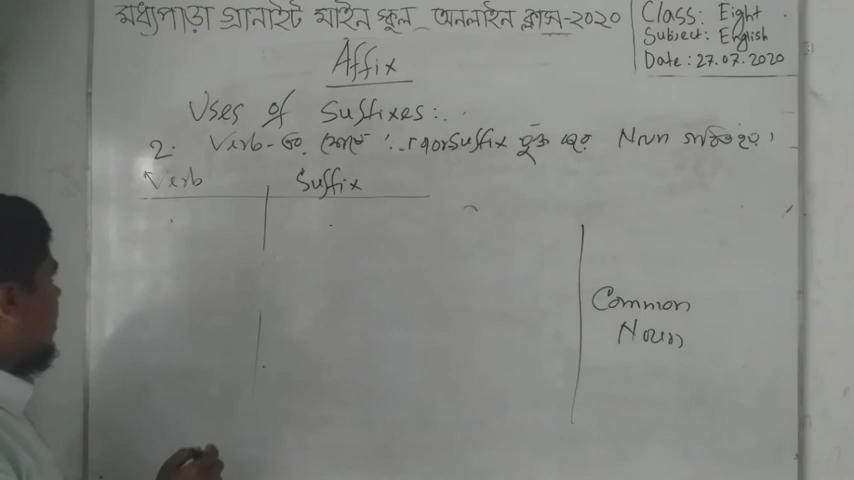 মধ্যপাড়া গ্রানাইট মাইন স্কুল অনলাইন ক্লাস-২০২০
Class: Eight
Subject: English
Date: 27.07.2020
Affix
Uses of Suffixes:
2. Verb- এর শেষে Suffix যুক্ত হয়ে Noun গঠিত হয়।
Verb Suffix
Common
Noun